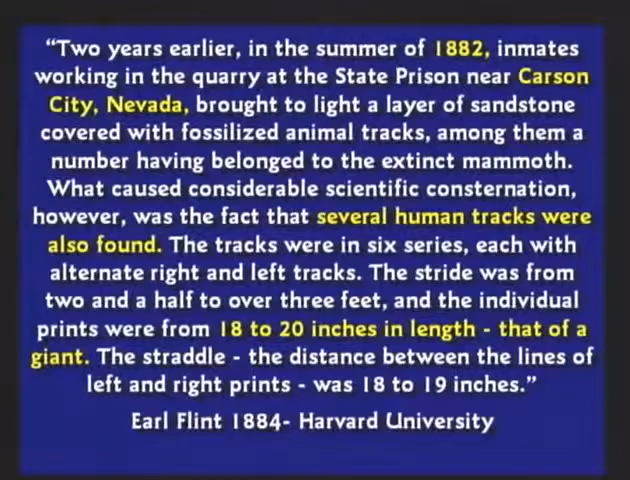 “Two years earlier, in the summer of 1882, inmates
working in the quarry at the State Prison near Carson
City, Nevada, brought to light a layer of sandstone
covered with fossilized animal tracks, among them a
number having belonged to the extinct mammoth.
What caused considerable scientific consternation,
however, was the fact that several human tracks were
also found. The tracks were in six series, each with
alternate right and left tracks. The stride was from
two and a half to over three feet, and the individual
prints were from 18 to 20 inches in length - that of a
giant. The straddle - the distance between the lines of
left and right prints - was 18 to 19 inches.”
Earl Flint 1884- Harvard University